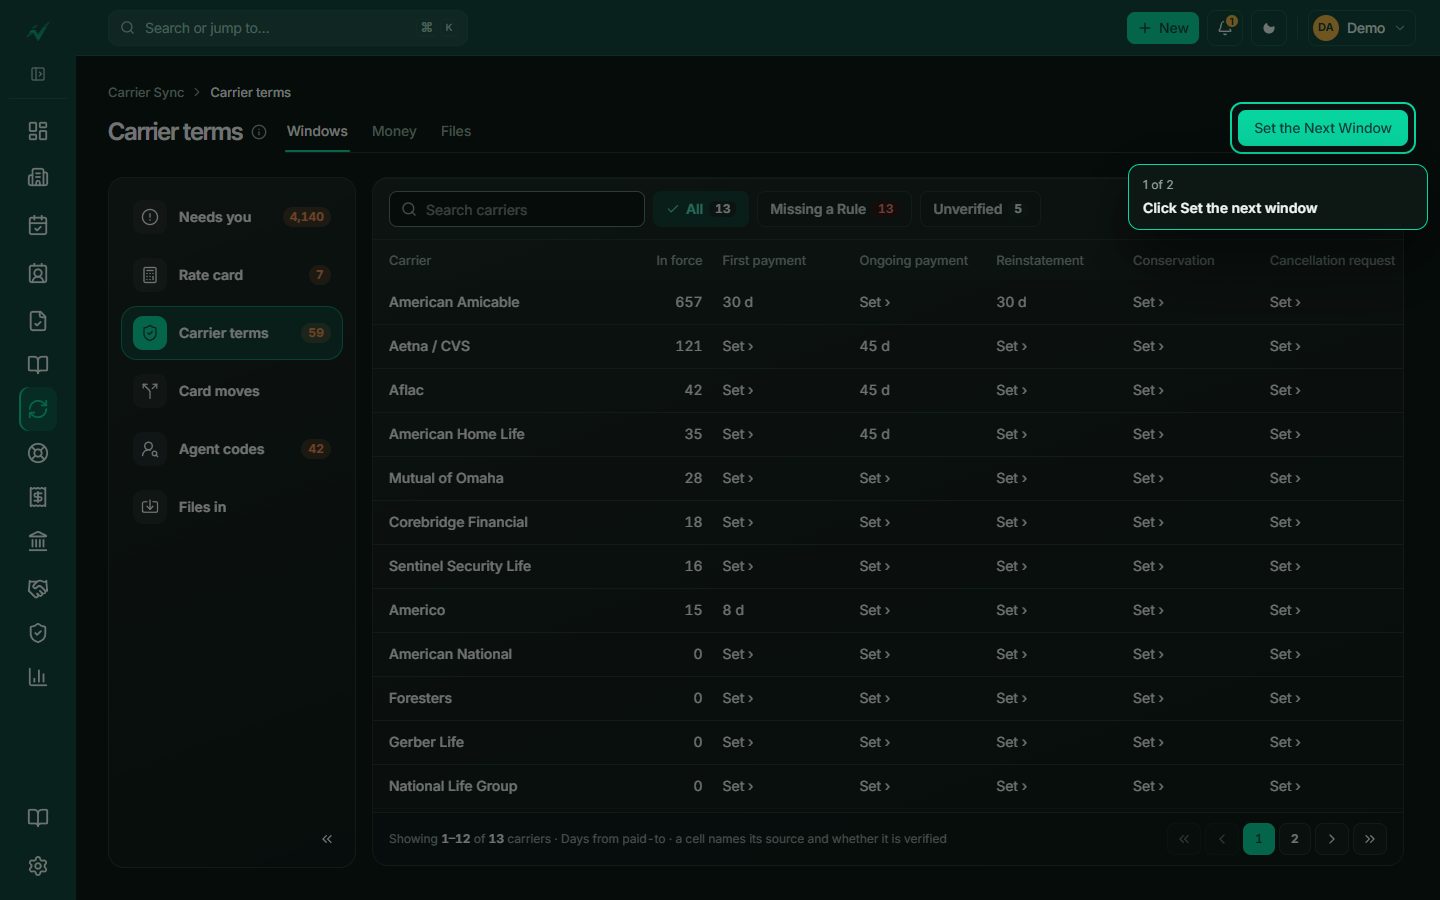 Search or jump to...
⌘ K
New
1
DA
Demo
Carrier Sync > Carrier terms
Carrier terms
Windows
Money
Files
Set the Next Window
1 of 2
Click Set the next window
Needs you 4,140
Rate card 7
Carrier terms 59
Card moves
Agent codes 42
Files in
Search carriers
All 13
Missing a Rule 13
Unverified 5
Carrier In force First payment Ongoing payment Reinstatement Conservation Cancellation request
American Amicable 657 30 d Set › 30 d Set › Set ›
Aetna / CVS 121 Set › 45 d Set › Set › Set ›
Aflac 42 Set › 45 d Set › Set › Set ›
American Home Life 35 Set › 45 d Set › Set › Set ›
Mutual of Omaha 28 Set › Set › Set › Set › Set ›
Corebridge Financial 18 Set › Set › Set › Set › Set ›
Sentinel Security Life 16 Set › Set › Set › Set › Set ›
Americo 15 8 d Set › Set › Set › Set ›
American National 0 Set › Set › Set › Set › Set ›
Foresters 0 Set › Set › Set › Set › Set ›
Gerber Life 0 Set › Set › Set › Set › Set ›
National Life Group 0 Set › Set › Set › Set › Set ›
Showing 1–12 of 13 carriers · Days from paid-to · a cell names its source and whether it is verified
« ‹ 1 2 › »